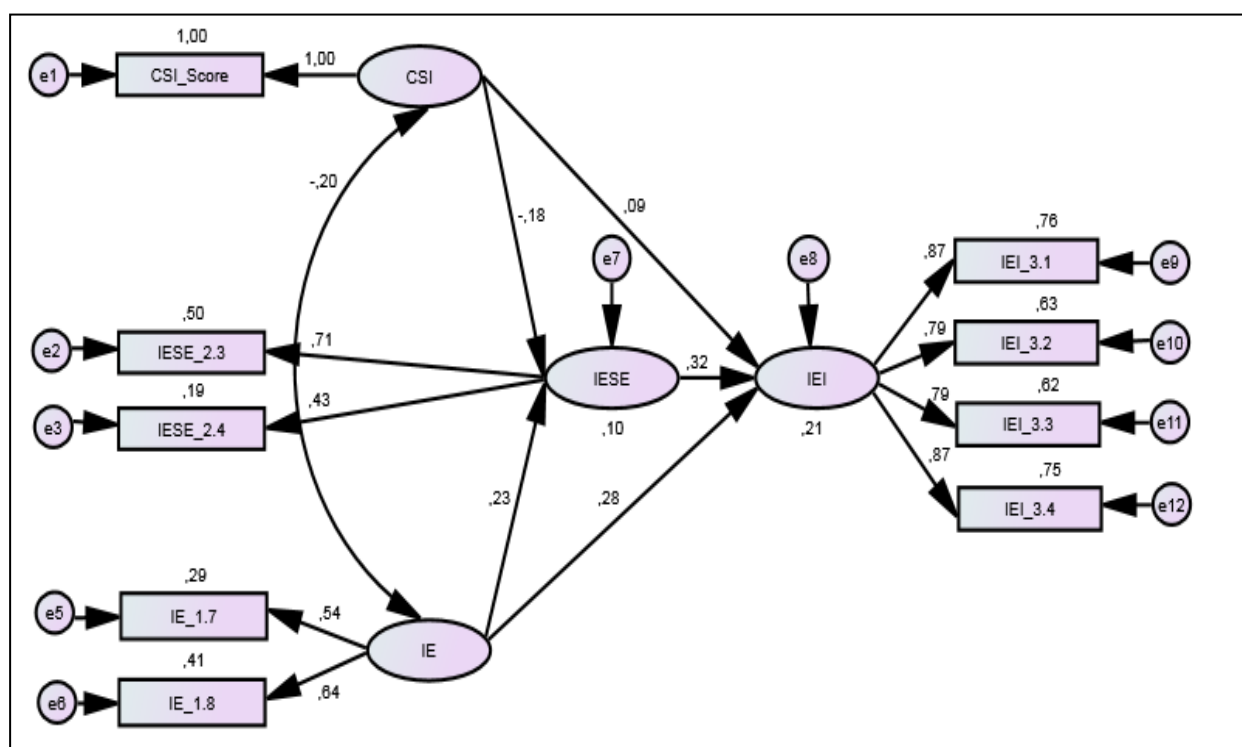 1,00
e1
CSI_Score
1,00
CSI
-,20
-,18
,09
e7
e8
,76
,87
IEI_3.1
e9
,63
,79
IEI_3.2
e10
,50
e2
IESE_2.3
,71
IESE
,32
IEI
,62
,79
IEI_3.3
e11
,19
e3
IESE_2.4
,43
,10
,21
,87
,75
IEI_3.4
e12
,23
,28
,29
e5
IE_1.7
,54
IE
,41
e6
IE_1.8
,64